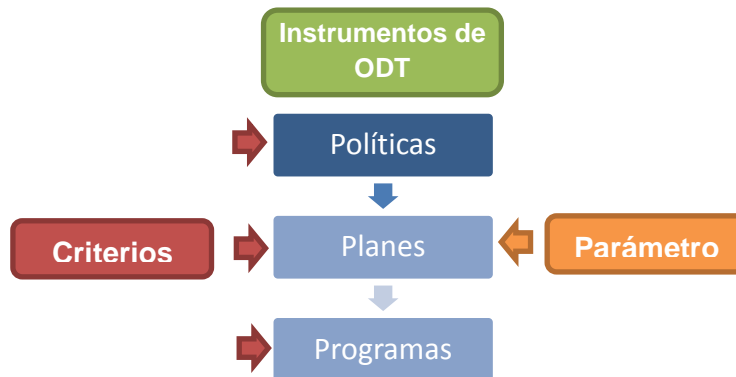 Instrumentos de
ODT
Políticas
Criterios
Planes
Parámetro
Programas